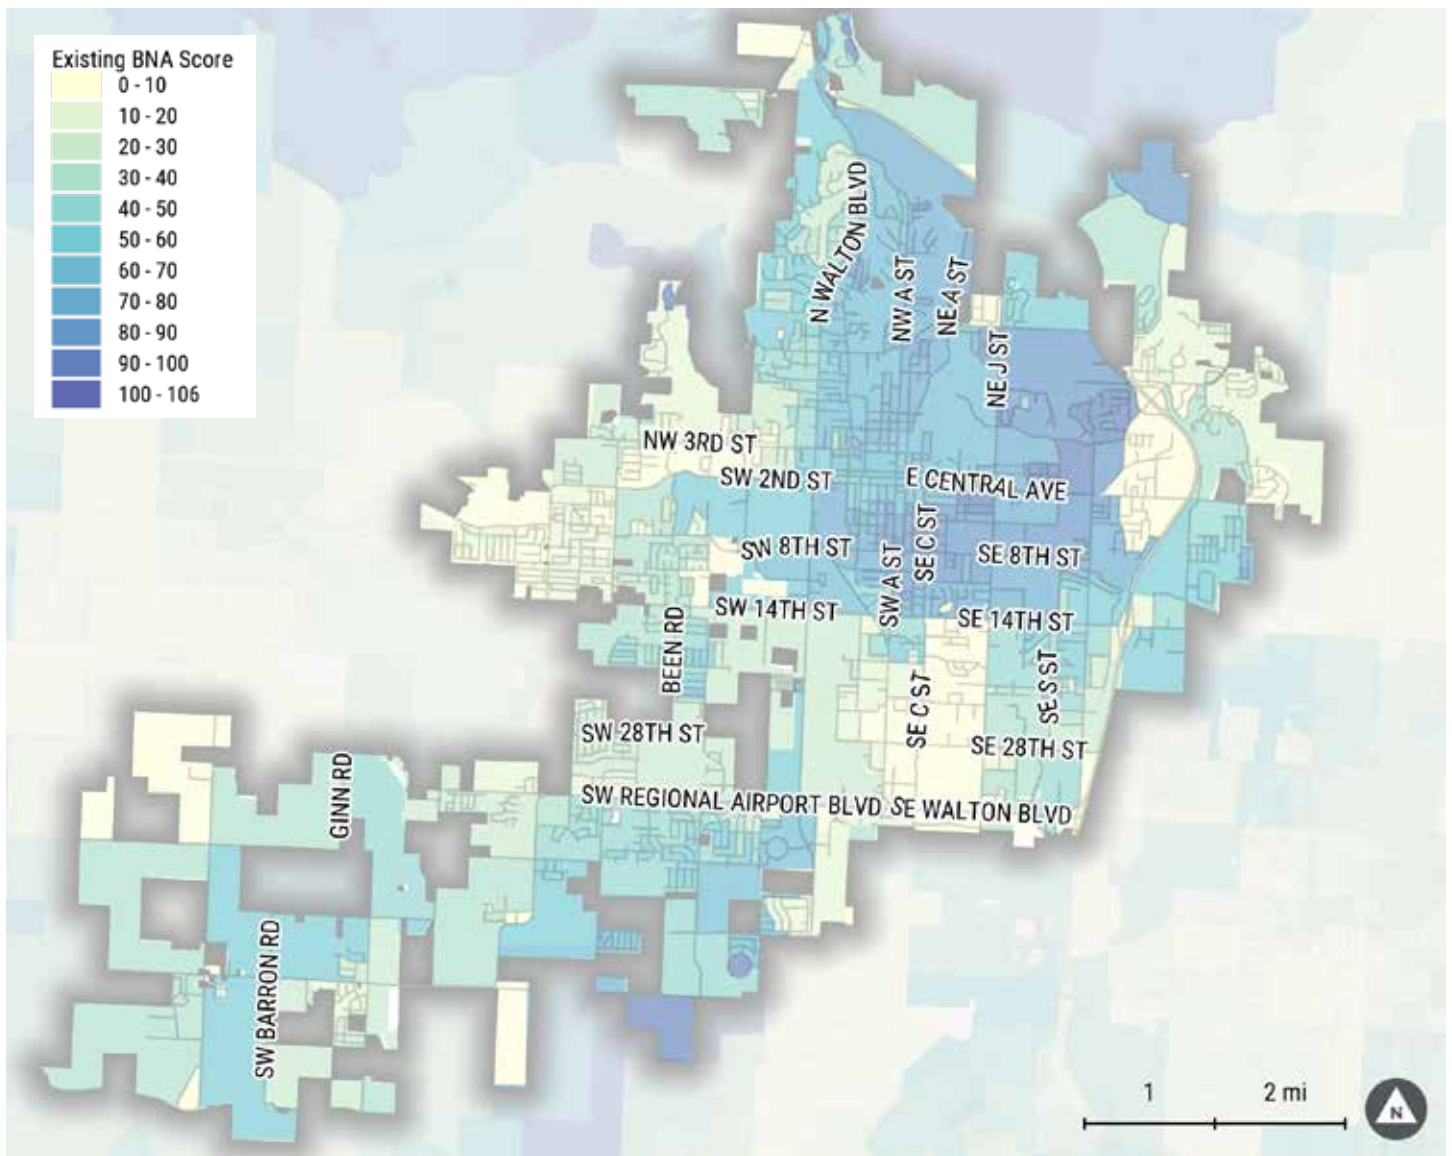 Existing BNA Score
0 - 10
10 - 20
20 - 30
30 - 40
40 - 50
50 - 60
60 - 70
70 - 80
80 - 90
90 - 100
100 - 106
N WALTON BLVD
NW A ST
NE A ST
NE J ST
NW 3RD ST
SW 2ND ST
E CENTRAL AVE
SW 8TH ST
SE C ST
SE 8TH ST
SW A ST
SW 14TH ST
SE 14TH ST
BEEN RD
SE C ST
SE S ST
SW 28TH ST
SE 28TH ST
GINN RD
SW REGIONAL AIRPORT BLVD
SE WALTON BLVD
SW BARRON RD
1
2 mi
N